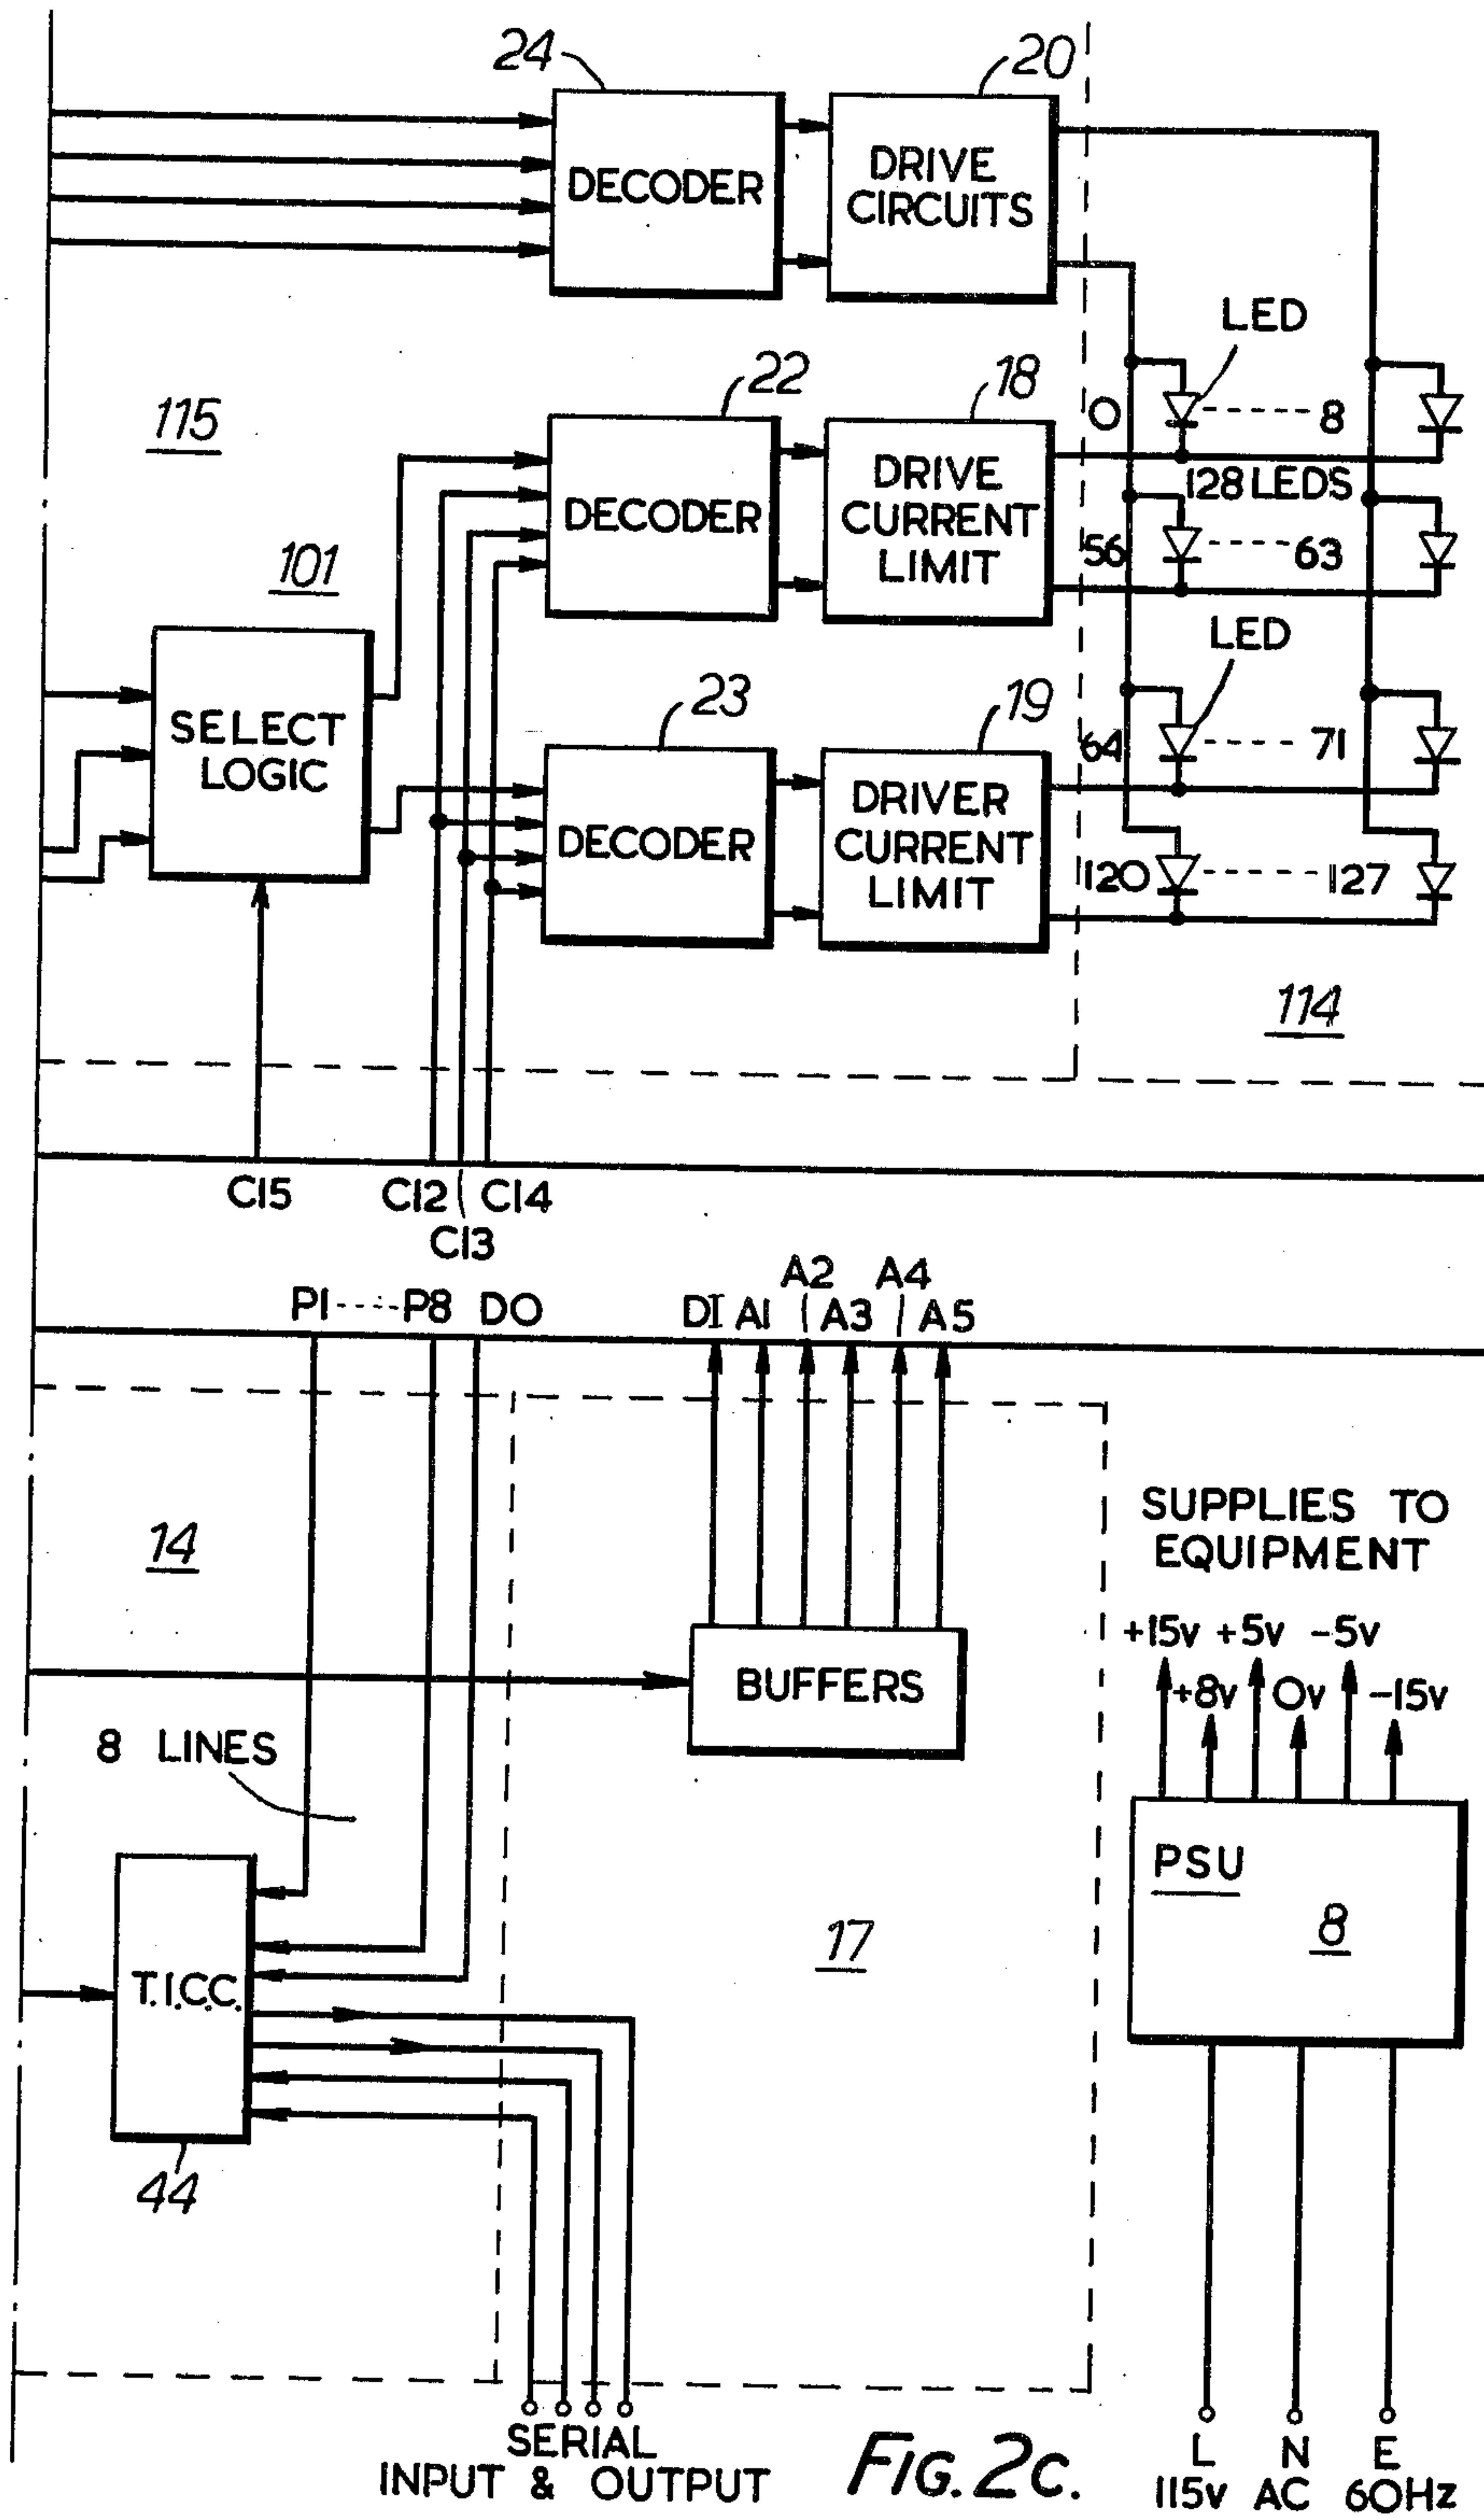 24
20
DECODER
DRIVE
CIRCUITS
LED
22
18
115
0
8
DECODER
DRIVE
CURRENT
LIMIT
128 LEDS
101
56
63
LED
23
19
SELECT
LOGIC
64
71
DECODER
DRIVER
CURRENT
LIMIT
120
127
114
C15
C12
C14
C13
P1
P8
DO
DI
A1
A2
A3
A4
A5
14
SUPPLIES TO
EQUIPMENT
+15v
+5v
-5v
+8v
0v
-15v
BUFFERS
8 LINES
PSU
8
17
T.I.C.C.
44
SERIAL
INPUT & OUTPUT
FIG. 2c.
L
N
E
115v AC 60Hz